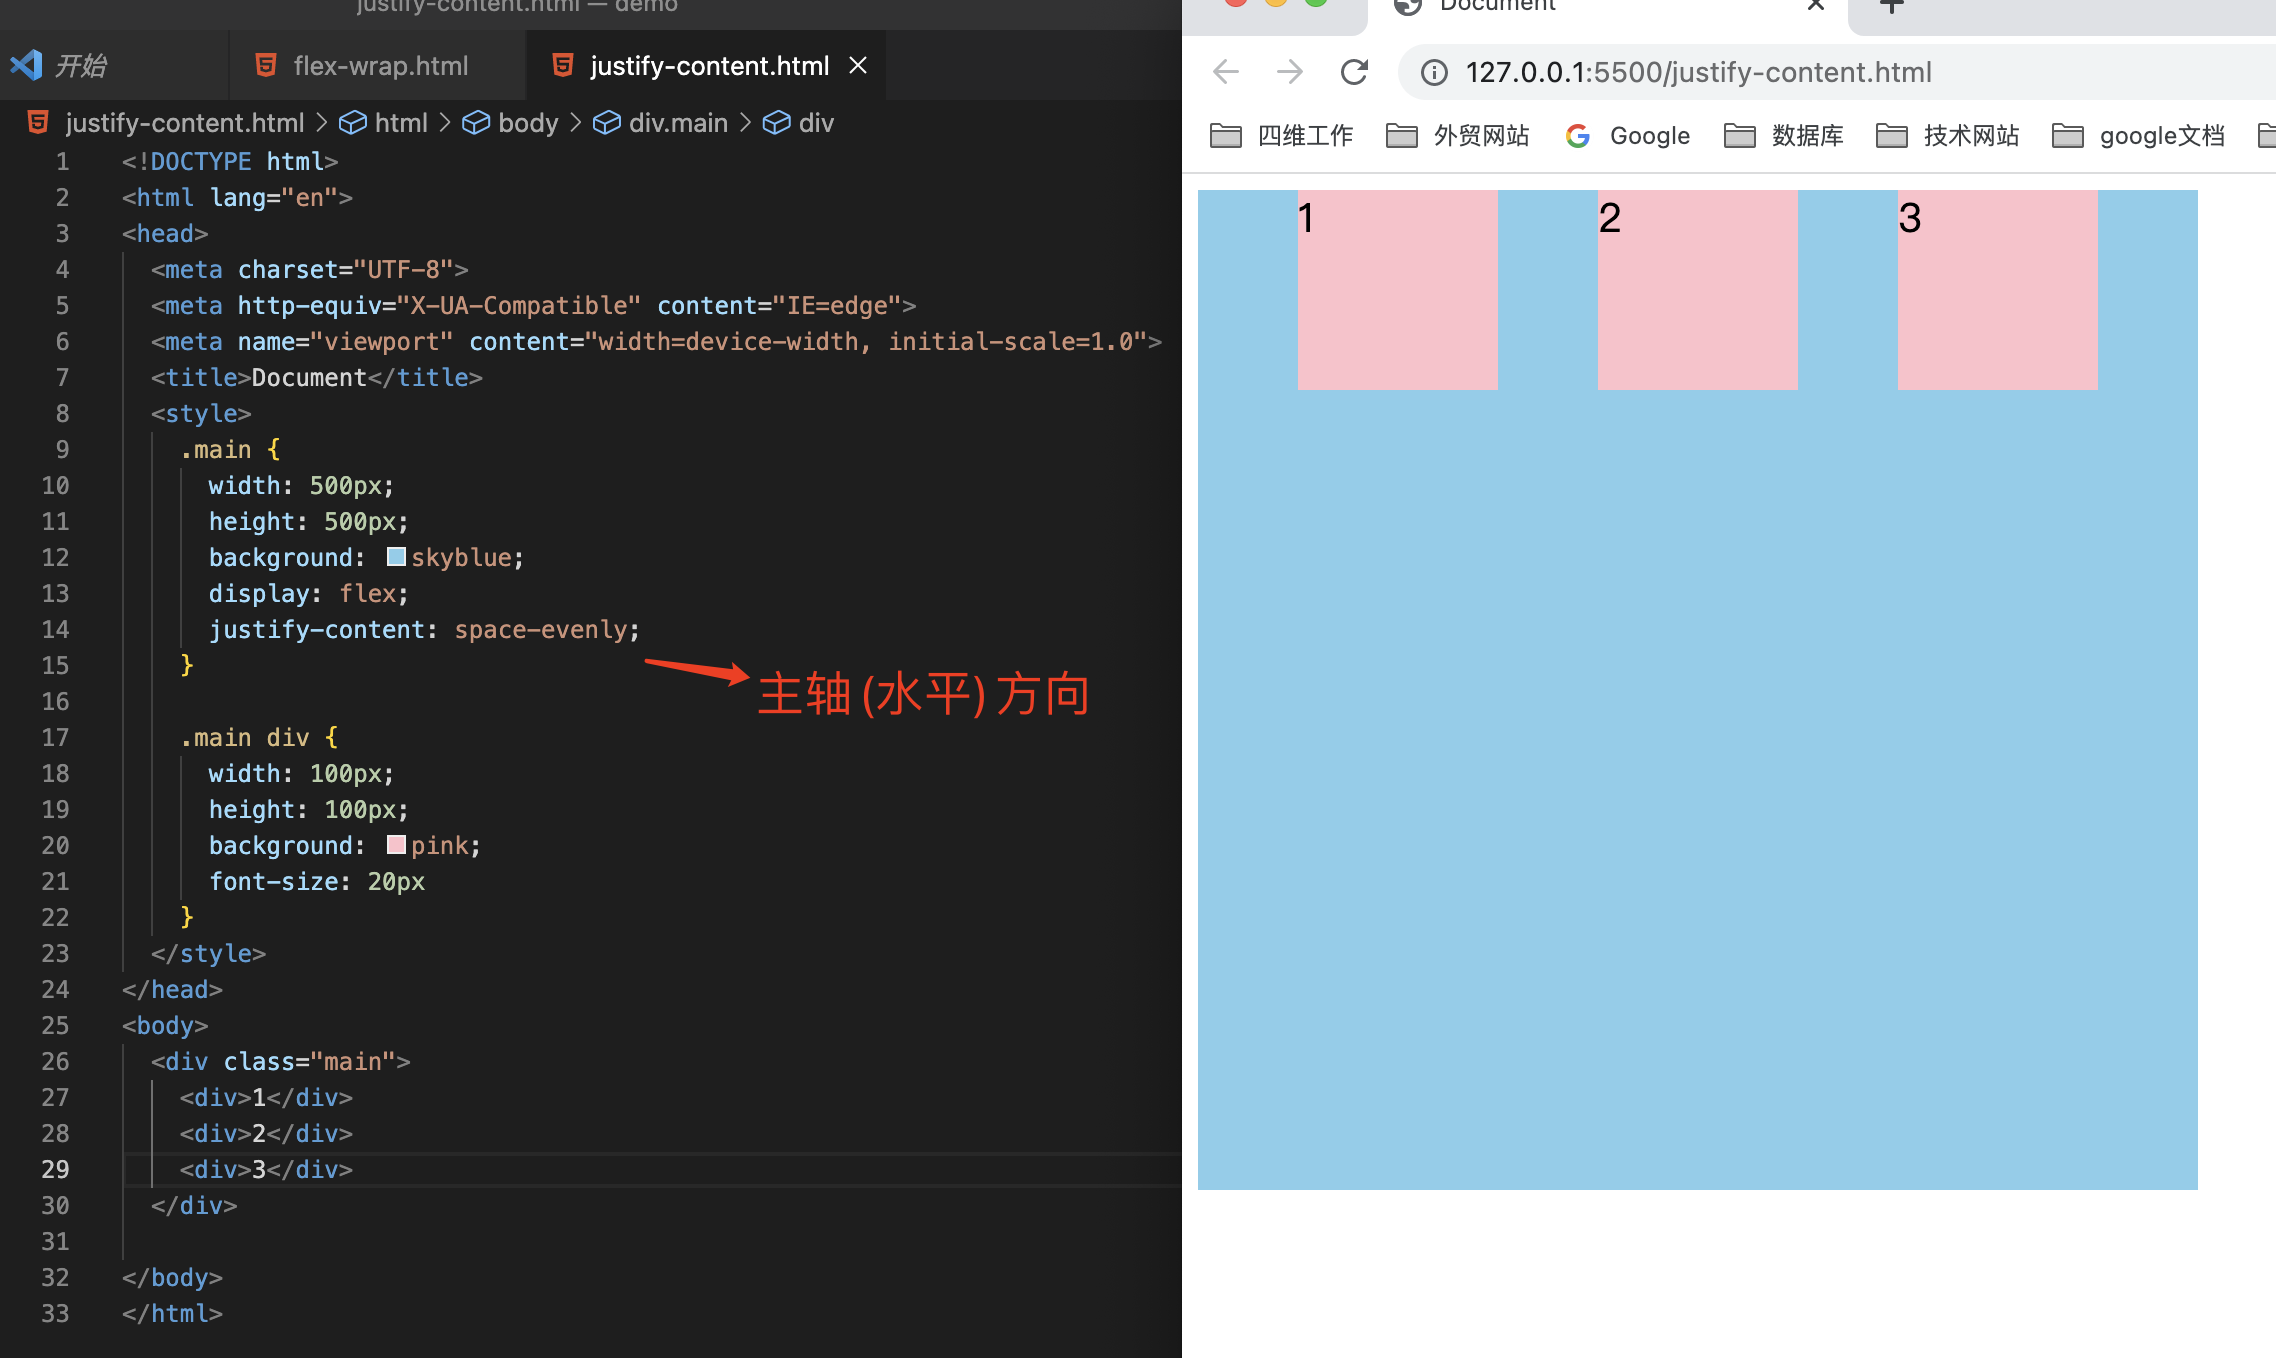 justify-content.html — demo
开始
flex-wrap.html
justify-content.html
justify-content.html > html > body > div.main > div
1 <!DOCTYPE html>
2 <html lang="en">
3 <head>
4 <meta charset="UTF-8">
5 <meta http-equiv="X-UA-Compatible" content="IE=edge">
6 <meta name="viewport" content="width=device-width, initial-scale=1.0">
7 <title>Document</title>
8 <style>
9 .main {
10 width: 500px;
11 height: 500px;
12 background: skyblue;
13 display: flex;
14 justify-content: space-evenly;
15 }
主轴(水平)方向
16
17 .main div {
18 width: 100px;
19 height: 100px;
20 background: pink;
21 font-size: 20px
22 }
23 </style>
24 </head>
25 <body>
26 <div class="main">
27 <div>1</div>
28 <div>2</div>
29 <div>3</div>
30 </div>
31
32 </body>
33 </html>
Document
127.0.0.1:5500/justify-content.html
四维工作 外贸网站 Google 数据库 技术网站 google文档
1 2 3